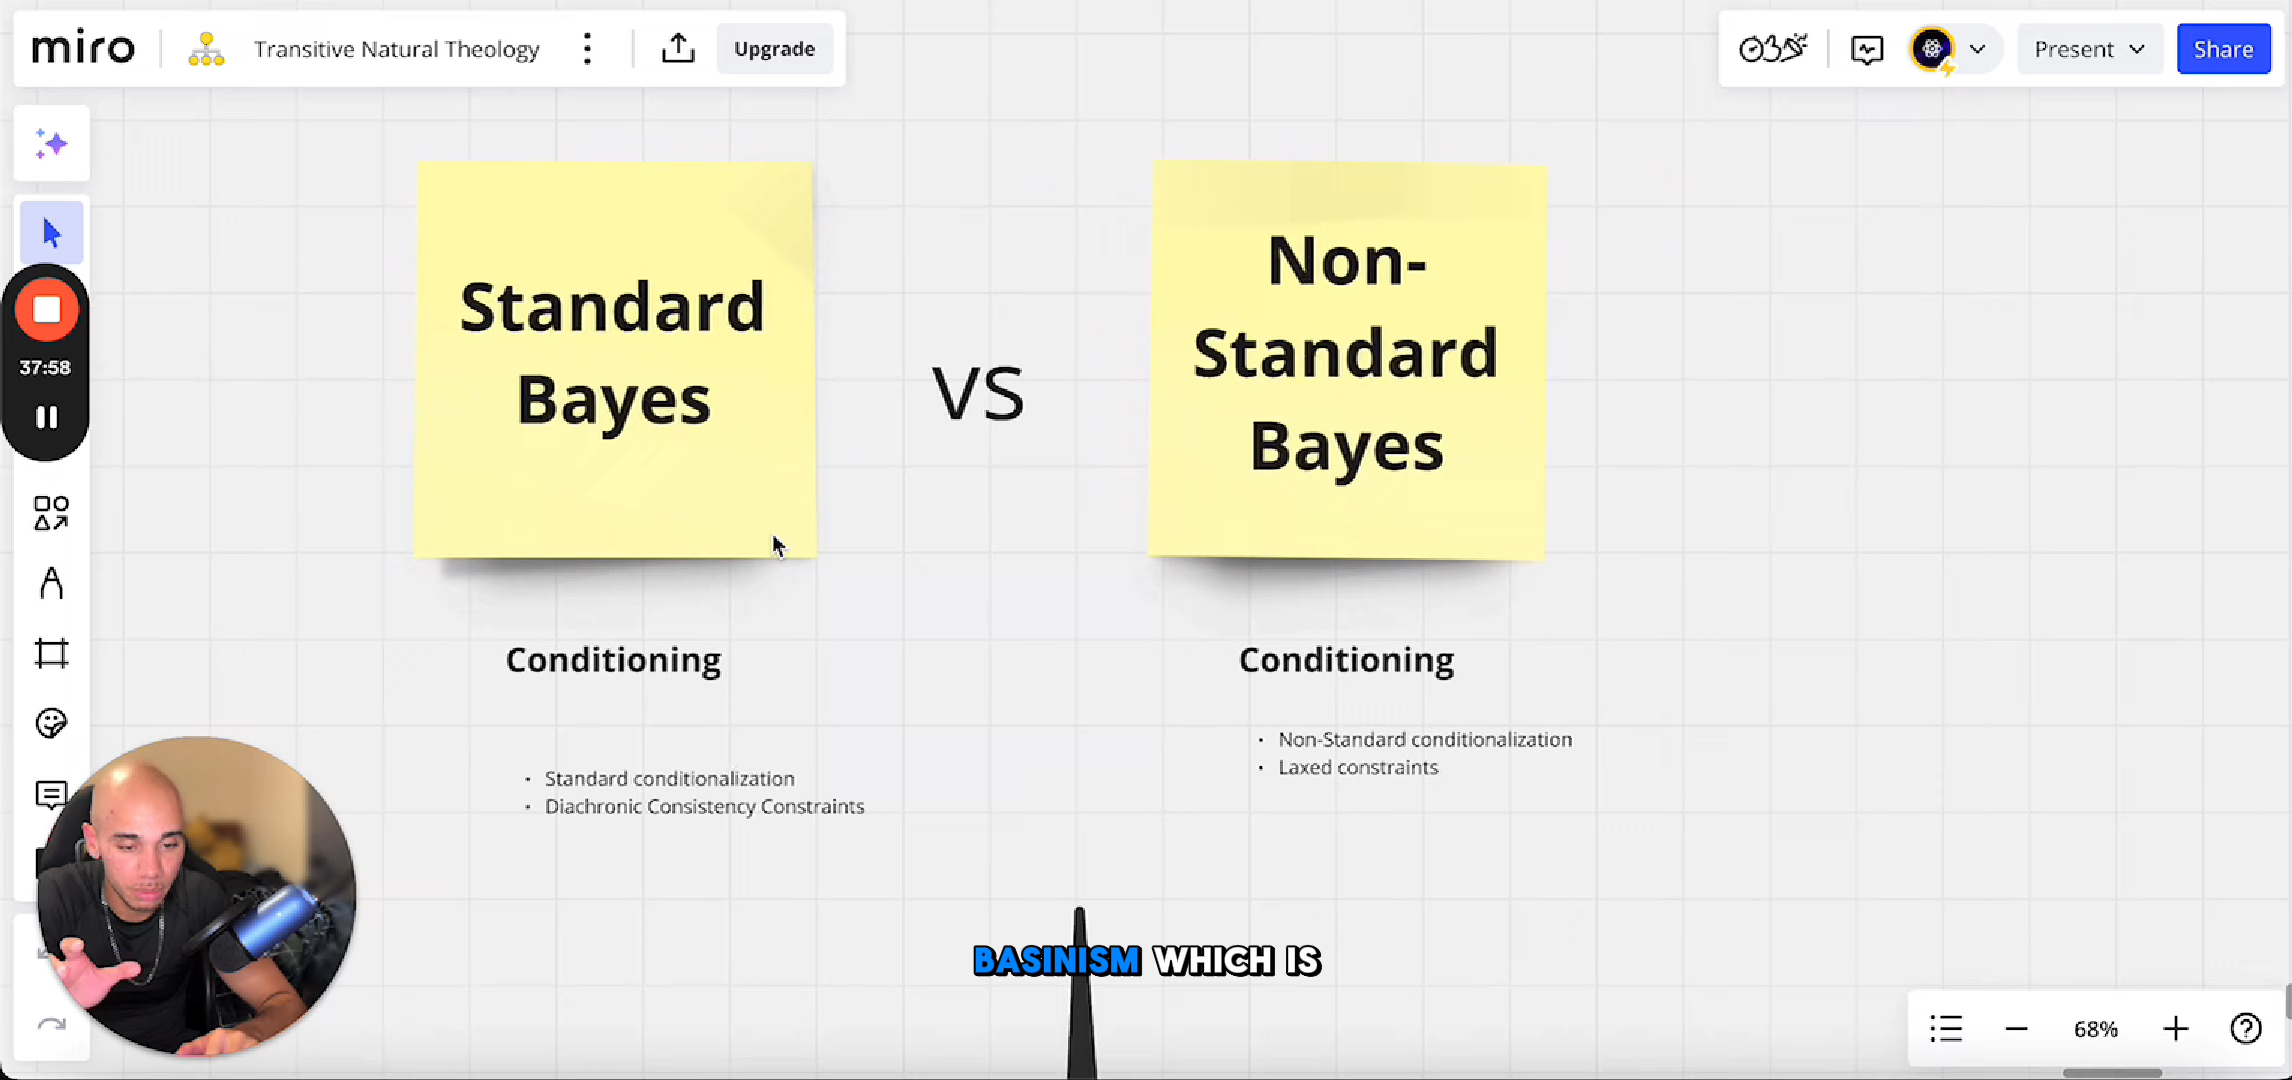 miro
Transitive Natural Theology
Upgrade
Present
Share
37:58
Standard
Bayes
VS
Non-
Standard
Bayes
Conditioning
• Standard conditionalization
• Diachronic Consistency Constraints
Conditioning
• Non-Standard conditionalization
• Laxed constraints
BASINISM WHICH IS
68%